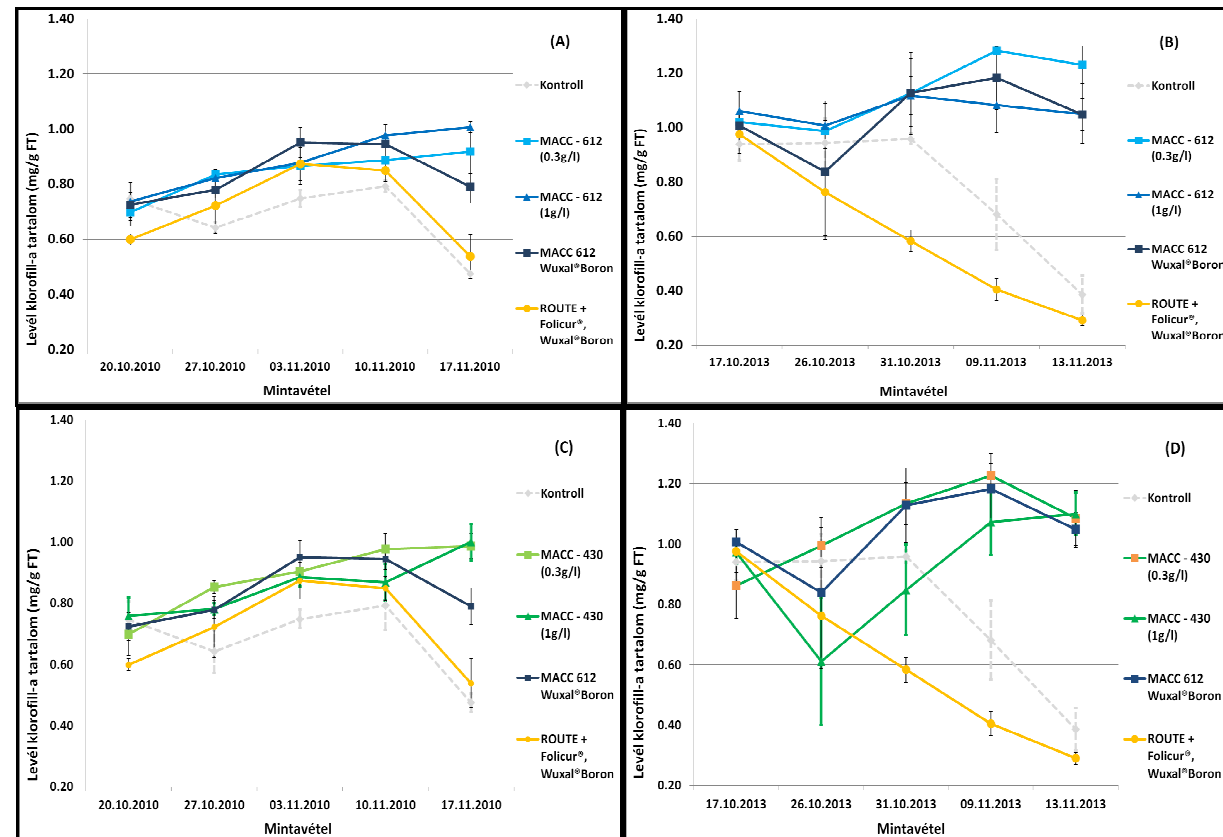 1.40
1.20
1.00
0.80
0.60
0.40
0.20
Levél klorofill-a tartalom (mg/g FT)
20.10.2010
27.10.2010
03.11.2010
10.11.2010
17.11.2010
Mintavétel
(A)
Kontroll
MACC - 612
(0.3g/l)
MACC - 612
(1g/l)
MACC 612
Wuxal®Boron
ROUTE +
Folicur®,
Wuxal®Boron
1.40
1.20
1.00
0.80
0.60
0.40
0.20
Levél klorofill-a tartalom (mg/g FT)
17.10.2013
26.10.2013
31.10.2013
09.11.2013
13.11.2013
Mintavétel
(B)
Kontroll
MACC - 612
(0.3g/l)
MACC - 612
(1g/l)
MACC 612
Wuxal®Boron
ROUTE +
Folicur®,
Wuxal®Boron
1.40
1.20
1.00
0.80
0.60
0.40
0.20
Levél klorofill-a tartalom (mg/g FT)
20.10.2010
27.10.2010
03.11.2010
10.11.2010
17.11.2010
Mintavétel
(C)
Kontroll
MACC - 430
(0.3g/l)
MACC - 430
(1g/l)
MACC 612
Wuxal®Boron
ROUTE +
Folicur®,
Wuxal®Boron
1.40
1.20
1.00
0.80
0.60
0.40
0.20
Levél klorofill-a tartalom (mg/g FT)
17.10.2013
26.10.2013
31.10.2013
09.11.2013
13.11.2013
Mintavétel
(D)
Kontroll
MACC - 430
(0.3g/l)
MACC - 430
(1g/l)
MACC 612
Wuxal®Boron
ROUTE +
Folicur®,
Wuxal®Boron